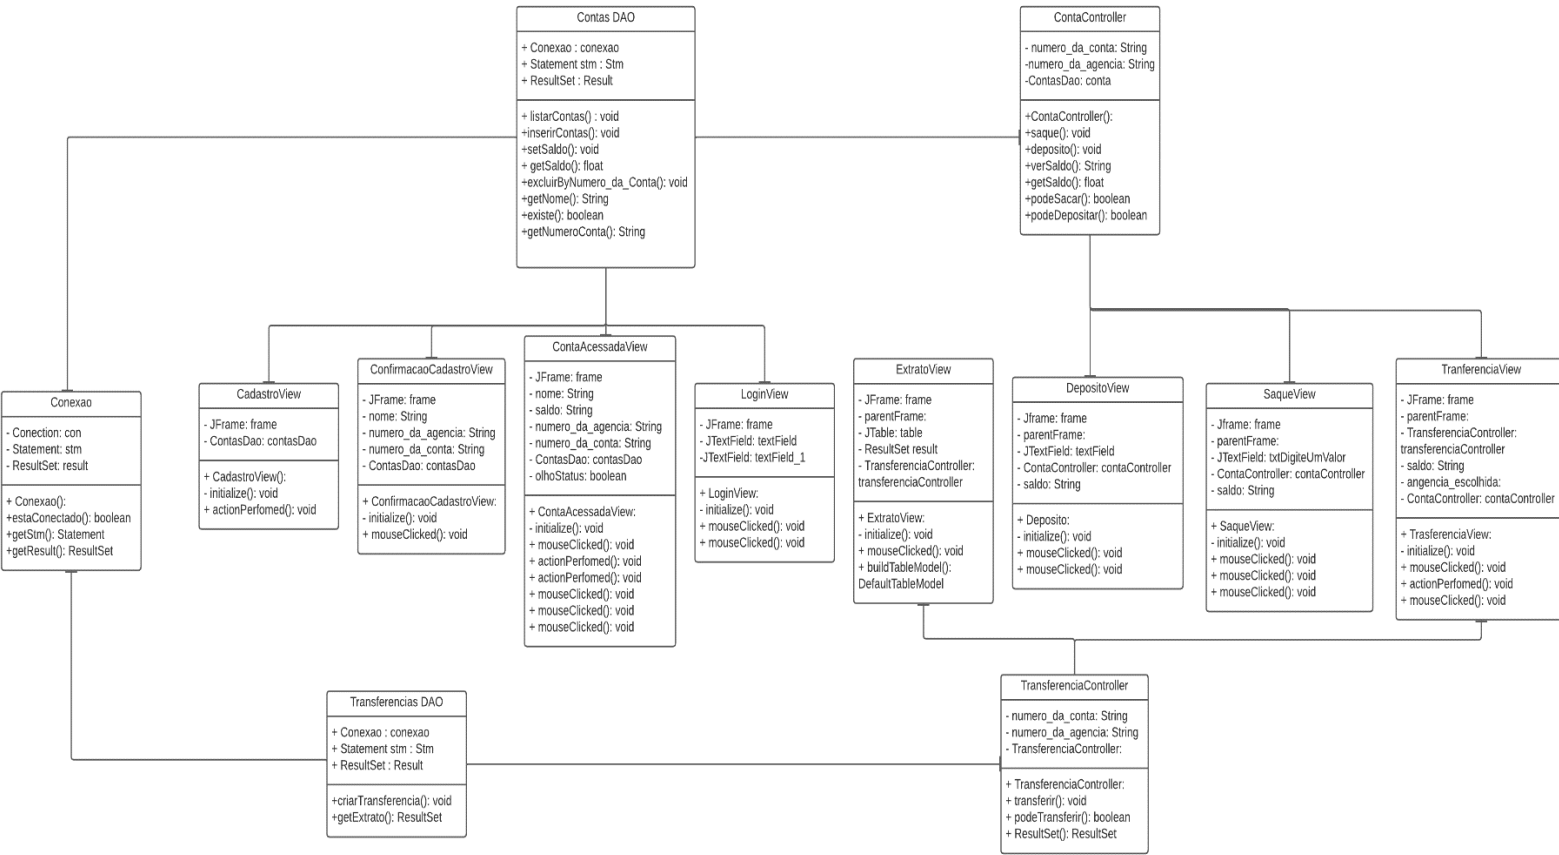 Contas DAO
+ Conexao : conexao
+ Statement stm : Stm
+ ResultSet : Result
+ listarContas() : void
+inserirContas(): void
+setSaldo(): void
+ getSaldo(): float
+excluirByNumero_da_Conta(): void
+getNome(): String
+existe(): boolean
+getNumeroConta(): String
ContaController
- numero_da_conta: String
-numero_da_agencia: String
-ContasDao: conta
+ContaController():
+saque(): void
+deposito(): void
+verSaldo(): String
+getSaldo(): float
+podeSacar(): boolean
+podeDepositar(): boolean
Conexao
- Conection: con
- Statement: stm
- ResultSet: result
+ Conexao():
+estaConectado(): boolean
+getStm(): Statement
+getResult(): ResultSet
CadastroView
- JFrame: frame
- ContasDao: contasDao
+ CadastroView():
- initialize(): void
+ actionPerfomed(): void
ConfirmacaoCadastroView
- JFrame: frame
- nome: String
- numero_da_agencia: String
- numero_da_conta: String
- ContasDao: contasDao
+ ConfirmacaoCadastroView:
- initialize(): void
+ mouseClicked(): void
ContaAcessadaView
- JFrame: frame
- nome: String
- saldo: String
- numero_da_agencia: String
- numero_da_conta: String
- ContasDao: contasDao
- olhoStatus: boolean
+ ContaAcessadaView:
- initialize(): void
+ mouseClicked(): void
+ actionPerfomed(): void
+ actionPerfomed(): void
+ mouseClicked(): void
+ mouseClicked(): void
+ mouseClicked(): void
LoginView
- JFrame: frame
- JTextField: textField
-JTextField: textField_1
+ LoginView:
- initialize(): void
+ mouseClicked(): void
+ mouseClicked(): void
ExtratoView
- JFrame: frame
- parentFrame:
- JTable: table
- ResultSet result
- TransferenciaController:
transferenciaController
+ ExtratoView:
- initialize(): void
+ mouseClicked(): void
+ buildTableModel():
DefaultTableModel
DepositoView
- Jframe: frame
- parentFrame:
- JTextField: textField
- ContaController: contaController
- saldo: String
+ Deposito:
- initialize(): void
+ mouseClicked(): void
+ mouseClicked(): void
SaqueView
- Jframe: frame
- parentFrame:
- JTextField: txtDigiteUmValor
- ContaController: contaController
- saldo: String
+ SaqueView:
- initialize(): void
+ mouseClicked(): void
+ mouseClicked(): void
+ mouseClicked(): void
TranferenciaView
- JFrame: frame
- parentFrame:
- TransferenciaController:
transferenciaController
- saldo: String
- angencia_escolhida:
- ContaController: contaController
+ TrasferenciaView:
- initialize(): void
+ mouseClicked(): void
+ actionPerfomed(): void
+ mouseClicked(): void
Transferencias DAO
+ Conexao : conexao
+ Statement stm : Stm
+ ResultSet : Result
+criarTransferencia(): void
+getExtrato(): ResultSet
TransferenciaController
- numero_da_conta: String
- numero_da_agencia: String
- TransferenciaController:
+ TransferenciaController:
+ transferir(): void
+ podeTransferir(): boolean
+ ResultSet(): ResultSet